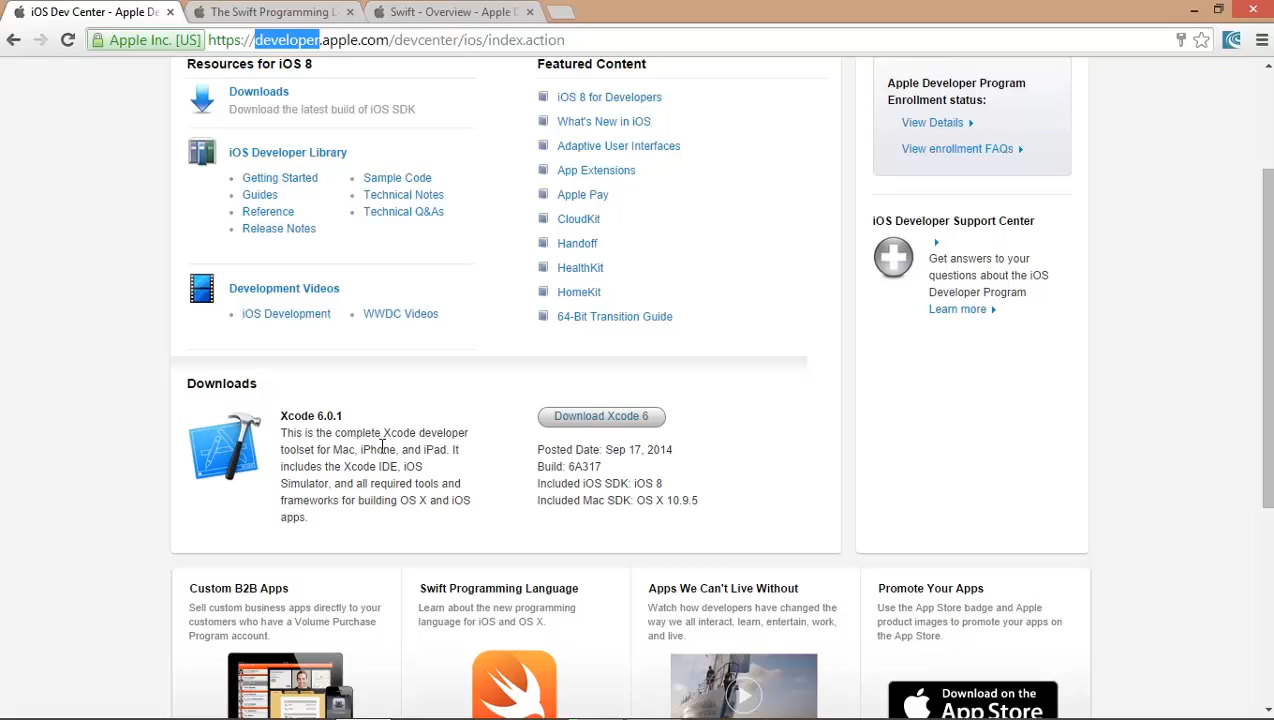 iOS Dev Center - Apple De
The Swift Programming L
Swift - Overview - Apple D
Apple Inc. [US]
https://developer.apple.com/devcenter/ios/index.action
Resources for iOS 8
Downloads
Download the latest build of iOS SDK
iOS Developer Library
Getting Started
Sample Code
Guides
Technical Notes
Reference
Technical Q&As
Release Notes
Development Videos
iOS Development
WWDC Videos
Featured Content
iOS 8 for Developers
What's New in iOS
Adaptive User Interfaces
App Extensions
Apple Pay
CloudKit
Handoff
HealthKit
HomeKit
64-Bit Transition Guide
Apple Developer Program
Enrollment status:
View Details
View enrollment FAQs
iOS Developer Support Center
Get answers to your
questions about the iOS
Developer Program
Learn more
Downloads
Xcode 6.0.1
This is the complete Xcode developer
toolset for Mac, iPhone, and iPad. It
includes the Xcode IDE, iOS
Simulator, and all required tools and
frameworks for building OS X and iOS
apps.
Download Xcode 6
Posted Date: Sep 17, 2014
Build: 6A317
Included iOS SDK: iOS 8
Included Mac SDK: OS X 10.9.5
Custom B2B Apps
Sell custom business apps directly to your
customers who have a Volume Purchase
Program account.
Swift Programming Language
Learn about the new programming
language for iOS and OS X.
Apps We Can't Live Without
Watch how developers have changed the
way we all interact, learn, entertain, work,
and live.
Promote Your Apps
Use the App Store badge and Apple
product images to promote your apps on
the App Store.
Download on the
App Store